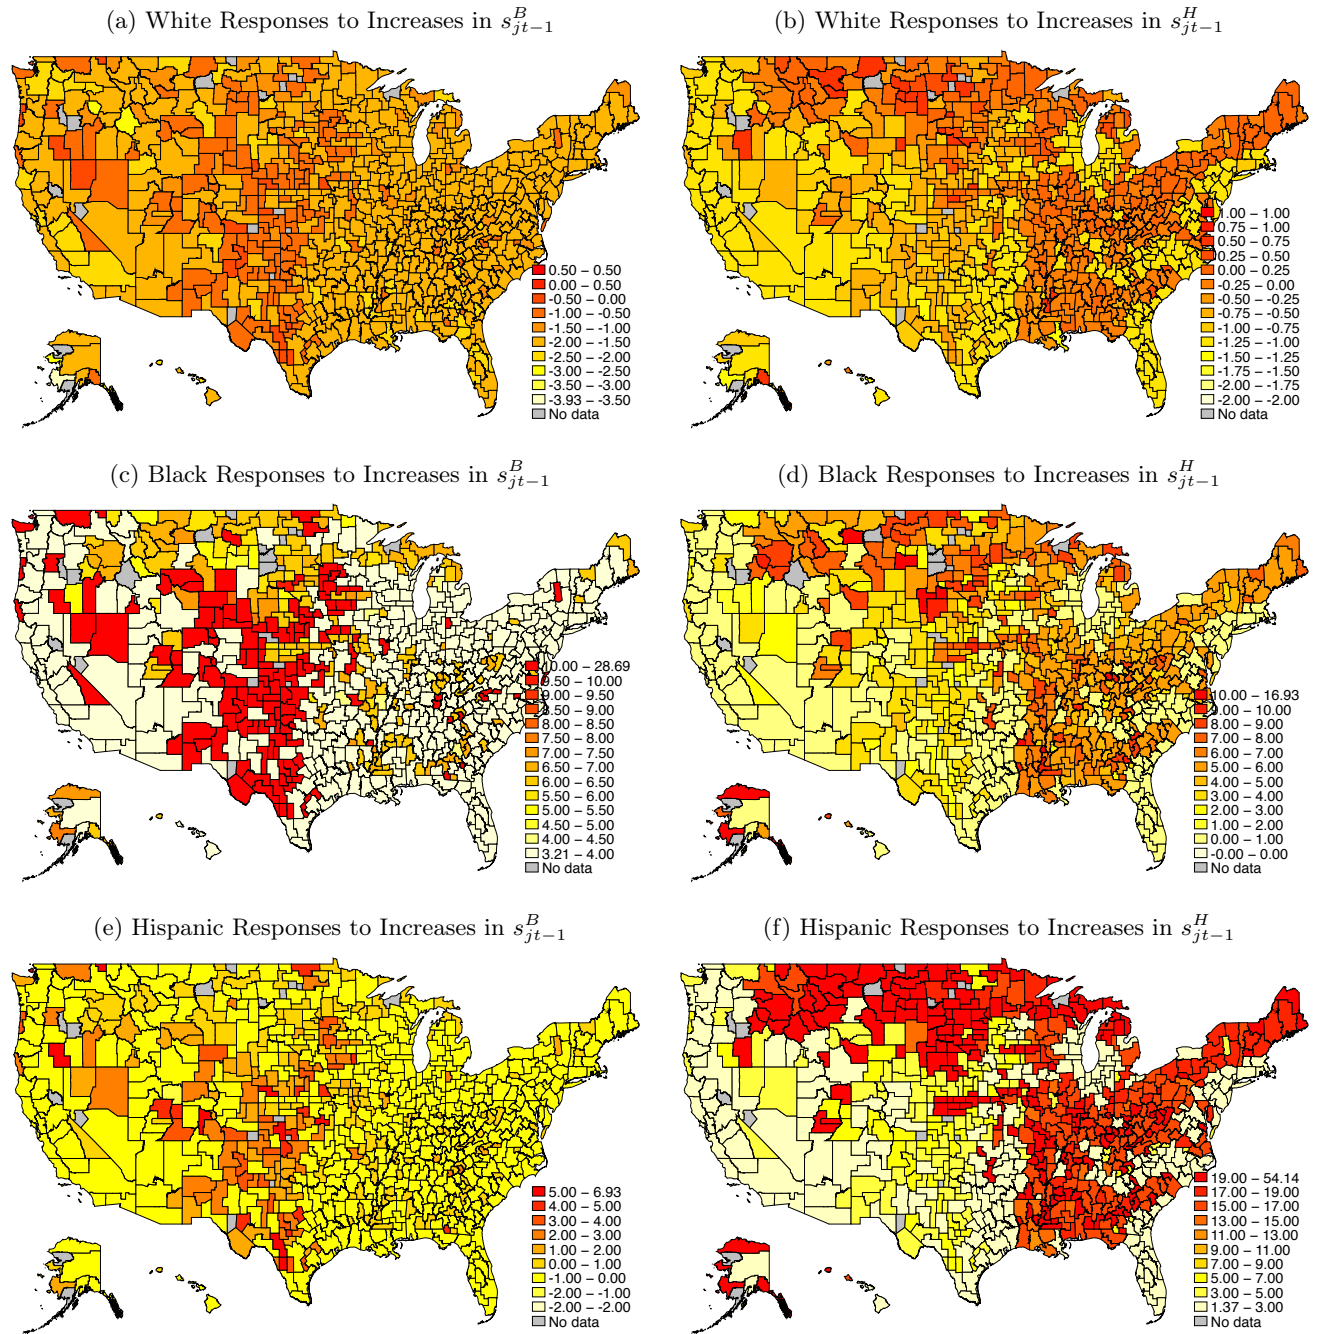 (a) White Responses to Increases in $s^B_{jt-1}$
(b) White Responses to Increases in $s^H_{jt-1}$
0.50 – 0.50
0.00 – 0.50
-0.50 – 0.00
-1.00 – -0.50
-1.50 – -1.00
-2.00 – -1.50
-2.50 – -2.00
-3.00 – -2.50
-3.50 – -3.00
-3.93 – -3.50
No data
1.00 – 1.00
0.75 – 1.00
0.50 – 0.75
0.25 – 0.50
0.00 – 0.25
-0.25 – 0.00
-0.50 – -0.25
-0.75 – -0.50
-1.00 – -0.75
-1.25 – -1.00
-1.50 – -1.25
-1.75 – -1.50
-2.00 – -1.75
-2.00 – -2.00
No data
(c) Black Responses to Increases in $s^B_{jt-1}$
(d) Black Responses to Increases in $s^H_{jt-1}$
10.00 – 28.69
9.50 – 10.00
9.00 – 9.50
8.50 – 9.00
8.00 – 8.50
7.50 – 8.00
7.00 – 7.50
6.50 – 7.00
6.00 – 6.50
5.50 – 6.00
5.00 – 5.50
4.50 – 5.00
4.00 – 4.50
3.21 – 4.00
No data
10.00 – 16.93
9.00 – 10.00
8.00 – 9.00
7.00 – 8.00
6.00 – 7.00
5.00 – 6.00
4.00 – 5.00
3.00 – 4.00
2.00 – 3.00
1.00 – 2.00
0.00 – 1.00
-0.00 – 0.00
No data
(e) Hispanic Responses to Increases in $s^B_{jt-1}$
(f) Hispanic Responses to Increases in $s^H_{jt-1}$
5.00 – 6.93
4.00 – 5.00
3.00 – 4.00
2.00 – 3.00
1.00 – 2.00
0.00 – 1.00
-1.00 – 0.00
-2.00 – -1.00
-2.00 – -2.00
No data
19.00 – 54.14
17.00 – 19.00
15.00 – 17.00
13.00 – 15.00
11.00 – 13.00
9.00 – 11.00
7.00 – 9.00
5.00 – 7.00
3.00 – 5.00
1.37 – 3.00
No data